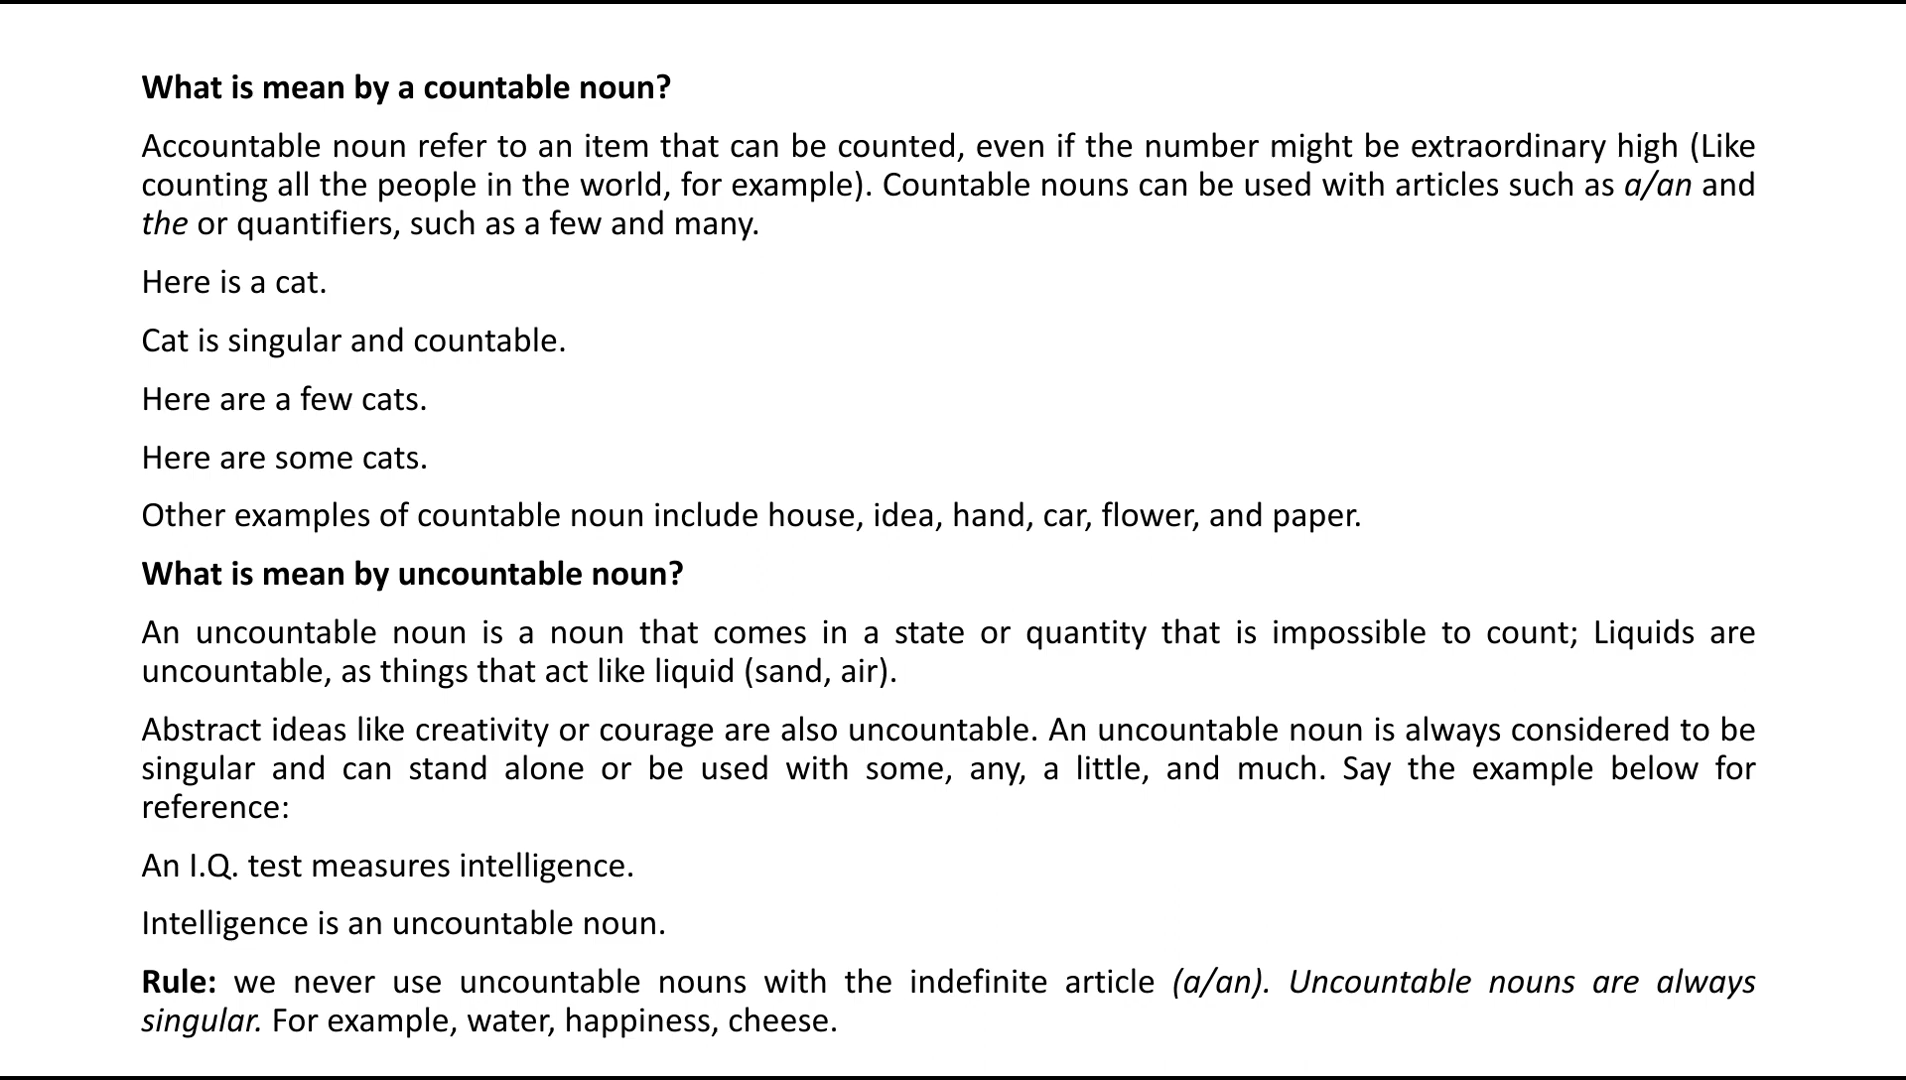 What is mean by a countable noun?
Accountable noun refer to an item that can be counted, even if the number might be extraordinary high (Like
counting all the people in the world, for example). Countable nouns can be used with articles such as a/an and
the or quantifiers, such as a few and many.
Here is a cat.
Cat is singular and countable.
Here are a few cats.
Here are some cats.
Other examples of countable noun include house, idea, hand, car, flower, and paper.
What is mean by uncountable noun?
An uncountable noun is a noun that comes in a state or quantity that is impossible to count; Liquids are
uncountable, as things that act like liquid (sand, air).
Abstract ideas like creativity or courage are also uncountable. An uncountable noun is always considered to be
singular and can stand alone or be used with some, any, a little, and much. Say the example below for
reference:
An I.Q. test measures intelligence.
Intelligence is an uncountable noun.
Rule: we never use uncountable nouns with the indefinite article (a/an). Uncountable nouns are always
singular. For example, water, happiness, cheese.